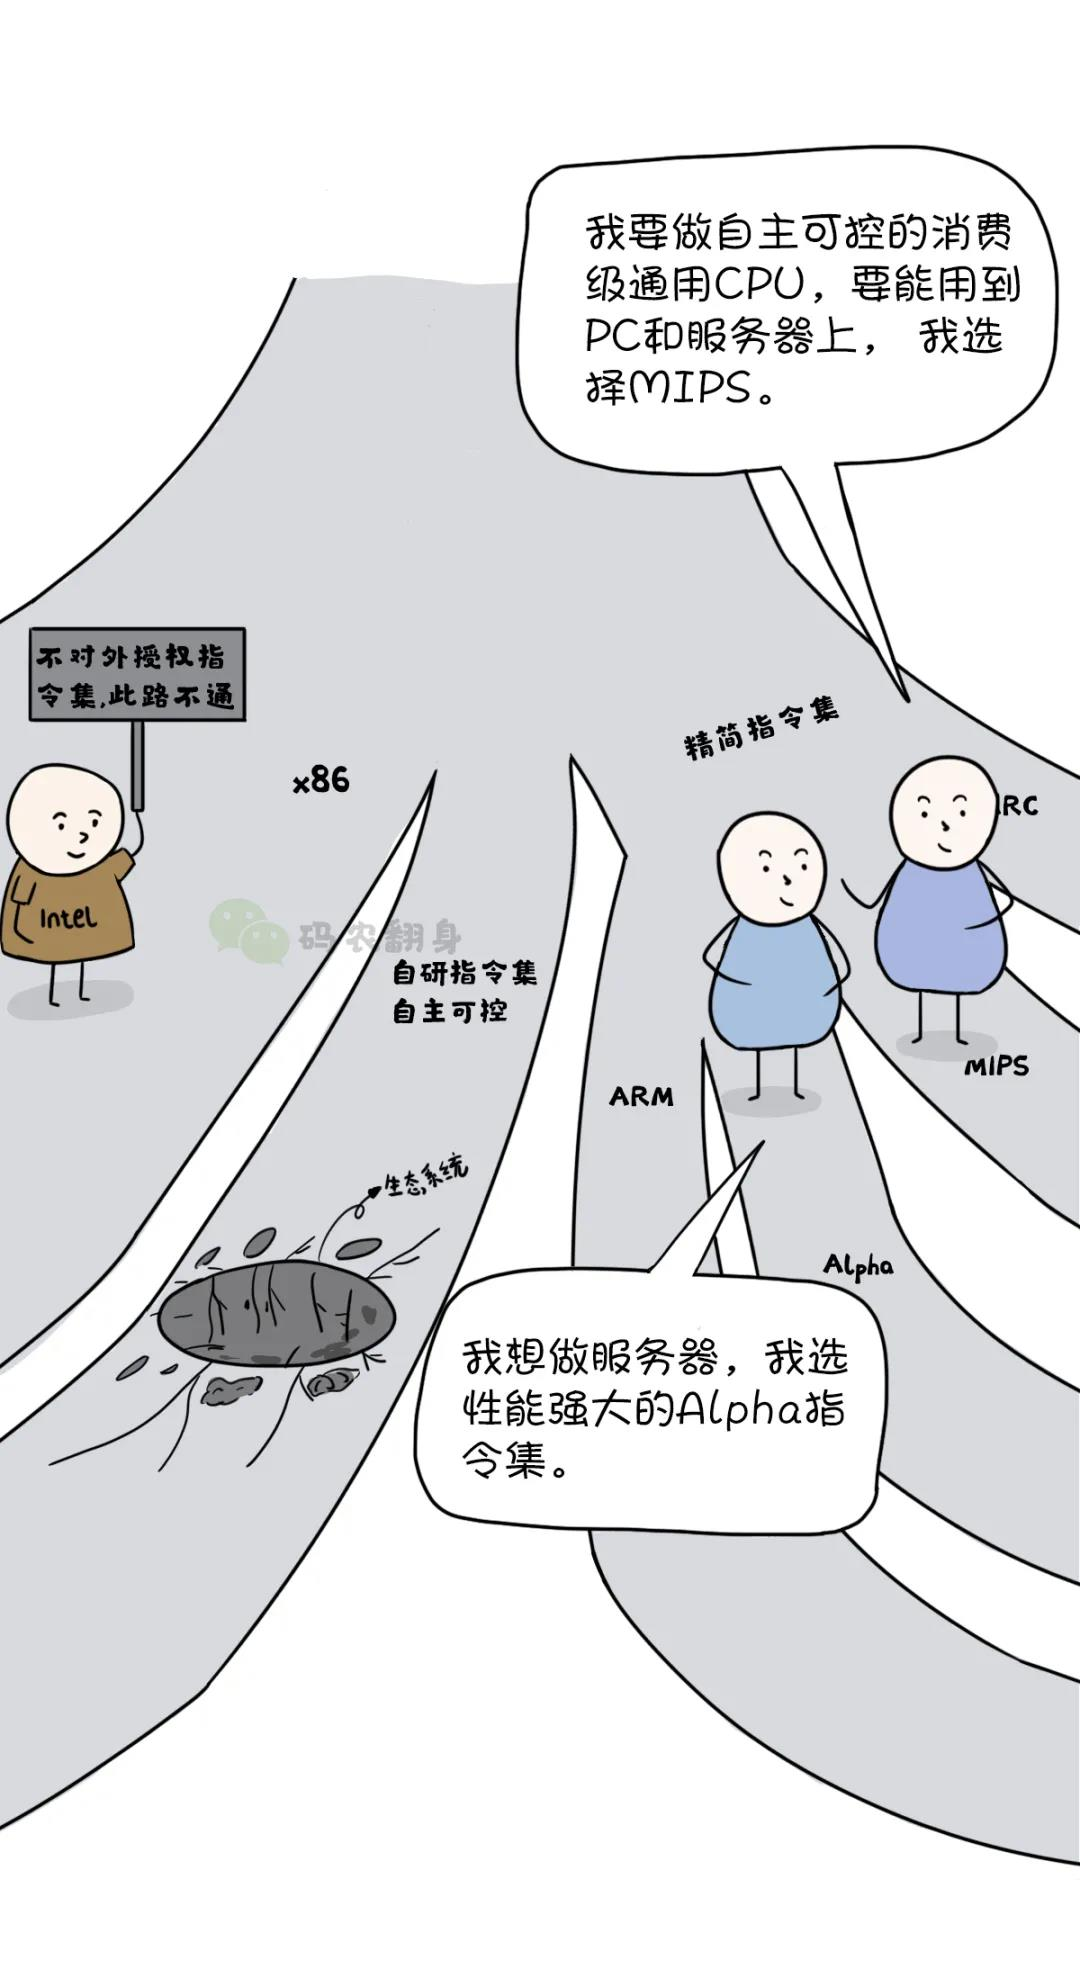 我要做自主可控的消费
级通用CPU，要能用到
PC和服务器上， 我选
择MIPS。
不对外授权指
令集,此路不通
精简指令集
x86
RC
Intel
码农翻身
自研指令集
自主可控
MIPS
ARM
生态系统
Alpha
我想做服务器，我选
性能强大的Alpha指
令集。